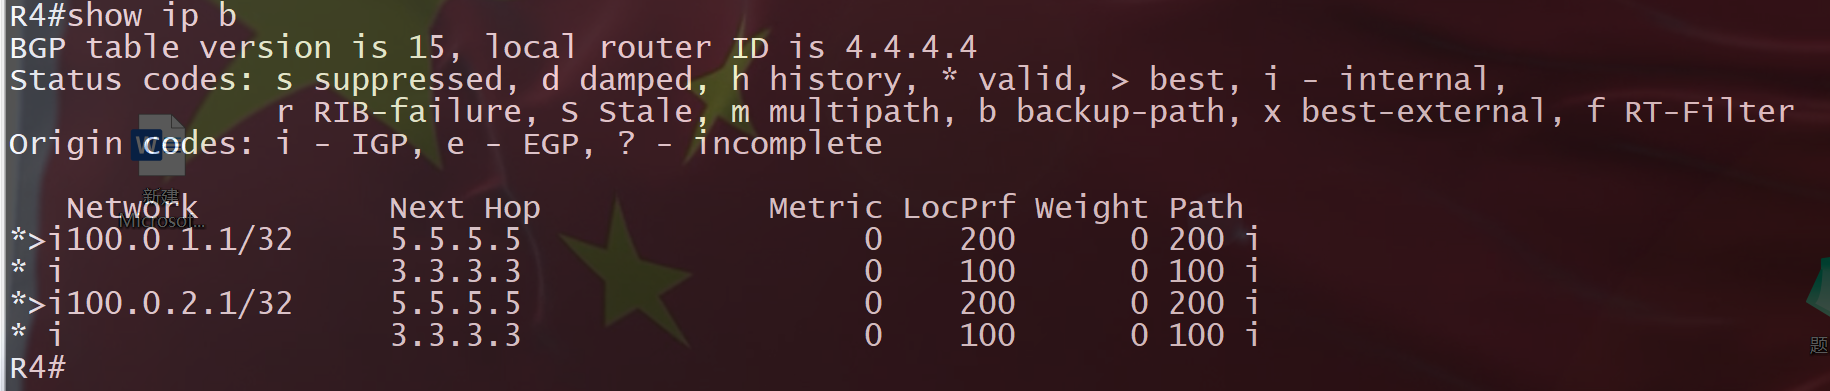 R4#show ip b
BGP table version is 15, local router ID is 4.4.4.4
Status codes: s suppressed, d damped, h history, * valid, > best, i - internal,
              r RIB-failure, S Stale, m multipath, b backup-path, x best-external, f RT-Filter
Origin codes: i - IGP, e - EGP, ? - incomplete
新建
Microsof...
   Network          Next Hop            Metric LocPrf Weight Path
*>i100.0.1.1/32     5.5.5.5                  0    200      0 200 i
* i                 3.3.3.3                  0    100      0 100 i
*>i100.0.2.1/32     5.5.5.5                  0    200      0 200 i
* i                 3.3.3.3                  0    100      0 100 i
题
R4#